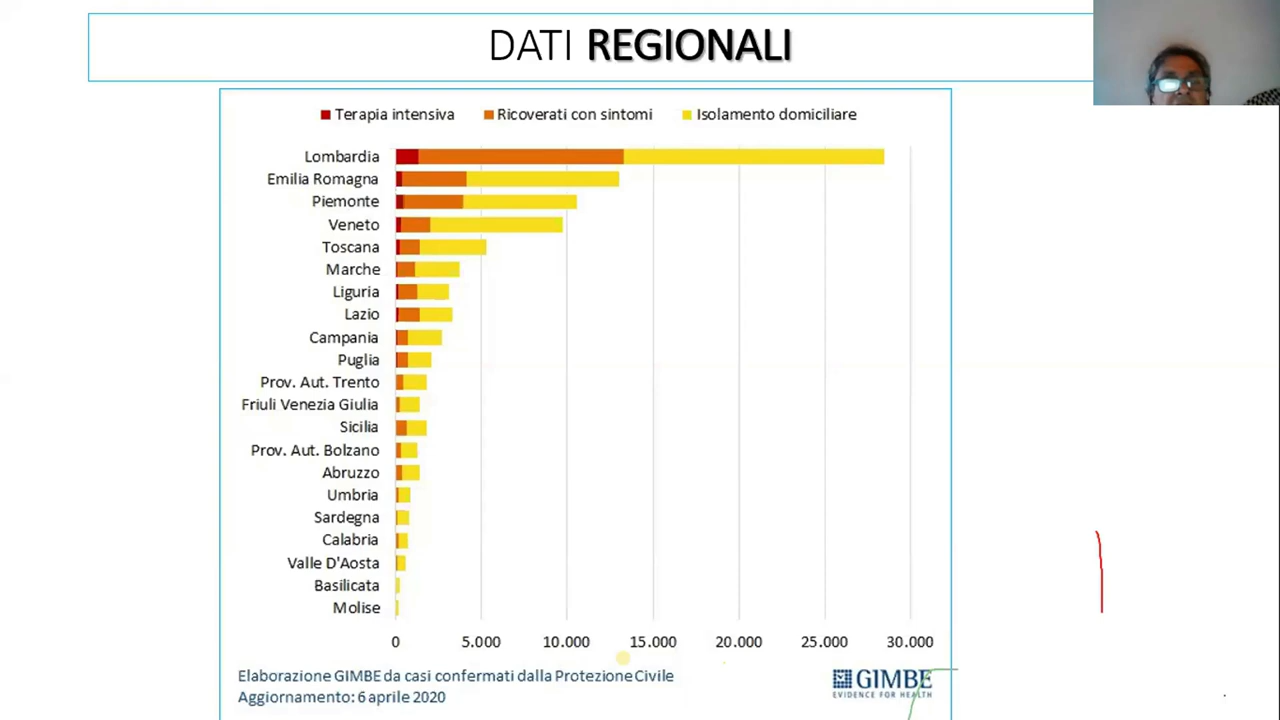 DATI REGIONALI
Terapia intensiva Ricoverati con sintomi Isolamento domiciliare
Lombardia
Emilia Romagna
Piemonte
Veneto
Toscana
Marche
Liguria
Lazio
Campania
Puglia
Prov. Aut. Trento
Friuli Venezia Giulia
Sicilia
Prov. Aut. Bolzano
Abruzzo
Umbria
Sardegna
Calabria
Valle D'Aosta
Basilicata
Molise
0 5.000 10.000 15.000 20.000 25.000 30.000
Elaborazione GIMBE da casi confermati dalla Protezione Civile
Aggiornamento: 6 aprile 2020
GIMBE
EVIDENCE FOR HEALTH